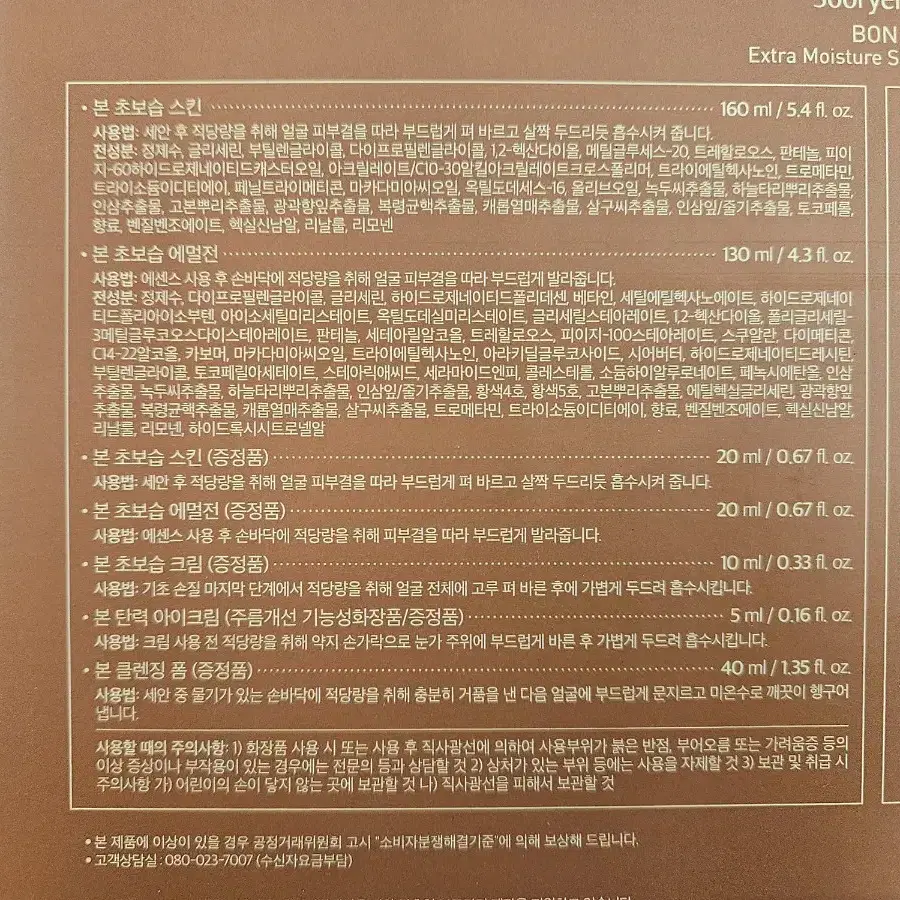 BON
Extra Moisture S
• 본 초보습 스킨 160 ml / 5.4 fl. oz.
사용법: 세안 후 적당량을 취해 얼굴 피부결을 따라 부드럽게 펴 바르고 살짝 두드리듯 흡수시켜 줍니다.
전성분: 정제수, 글리세린, 부틸렌글라이콜, 다이프로필렌글라이콜, 1,2-헥산다이올, 메틸글루세스-20, 트레할로오스, 판테놀, 피이
지-60하이드로제네이티드캐스터오일, 아크릴레이트/C10-30알킬아크릴레이트크로스폴리머, 트라이에틸헥사노인, 트로메타민,
트라이소듐이디티에이, 페닐트라이메티콘, 마카다미아씨오일, 옥틸도데세스-16, 올리브오일, 녹두씨추출물, 하늘타리뿌리추출물,
인삼추출물, 고본뿌리추출물, 광곽향잎추출물, 복령균핵추출물, 캐롭열매추출물, 살구씨추출물, 인삼잎/줄기추출물, 토코페롤,
향료, 벤질벤조에이트, 헥실신남알, 리날룰, 리모넨
• 본 초보습 에멀전 130 ml / 4.3 fl. oz.
사용법: 에센스 사용 후 손바닥에 적당량을 취해 얼굴 피부결을 따라 부드럽게 발라줍니다.
전성분: 정제수, 다이프로필렌글라이콜, 글리세린, 하이드로제네이티드폴리데센, 베타인, 세틸에틸헥사노에이트, 하이드로제네이
티드폴리아이소부텐, 아이소세틸미리스테이트, 옥틸도데실미리스테이트, 글리세릴스테아레이트, 1,2-헥산다이올, 폴리글리세릴-
3메틸글루코오스다이스테아레이트, 판테놀, 세테아릴알코올, 트레할로오스, 피이지-100스테아레이트, 스쿠알란, 다이메티콘,
C14-22알코올, 카보머, 마카다미아씨오일, 트라이에틸헥사노인, 아라키딜글루코사이드, 시어버터, 하이드로제네이티드레시틴,
부틸렌글라이콜, 토코페릴아세테이트, 스테아릭애씨드, 세라마이드엔피, 콜레스테롤, 소듐하이알루로네이트, 페녹시에탄올, 인삼
추출물, 녹두씨추출물, 하늘타리뿌리추출물, 인삼잎/줄기추출물, 황색4호, 황색5호, 고본뿌리추출물, 에틸헥실글리세린, 광곽향잎
추출물, 복령균핵추출물, 캐롭열매추출물, 살구씨추출물, 트로메타민, 트라이소듐이디티에이, 향료, 벤질벤조에이트, 헥실신남알,
리날룰, 리모넨, 하이드록시시트로넬알
• 본 초보습 스킨 (증정품) 20 ml / 0.67 fl. oz.
사용법: 세안 후 적당량을 취해 얼굴 피부결을 따라 부드럽게 펴 바르고 살짝 두드리듯 흡수시켜 줍니다.
• 본 초보습 에멀전 (증정품) 20 ml / 0.67 fl. oz.
사용법: 에센스 사용 후 손바닥에 적당량을 취해 피부결을 따라 부드럽게 발라줍니다.
• 본 초보습 크림 (증정품) 10 ml / 0.33 fl. oz.
사용법: 기초 손질 마지막 단계에서 적당량을 취해 얼굴 전체에 고루 펴 바른 후에 가볍게 두드려 흡수시킵니다.
• 본 탄력 아이크림 (주름개선 기능성화장품/증정품) 5 ml / 0.16 fl. oz.
사용법: 크림 사용 전 적당량을 취해 약지 손가락으로 눈가 주위에 부드럽게 바른 후 가볍게 두드려 흡수시킵니다.
• 본 클렌징 폼 (증정품) 40 ml / 1.35 fl. oz.
사용법: 세안 중 물기가 있는 손바닥에 적당량을 취해 충분히 거품을 낸 다음 얼굴에 부드럽게 문지르고 미온수로 깨끗이 헹구어
냅니다.
사용할 때의 주의사항: 1) 화장품 사용 시 또는 사용 후 직사광선에 의하여 사용부위가 붉은 반점, 부어오름 또는 가려움증 등의
이상 증상이나 부작용이 있는 경우에는 전문의 등과 상담할 것 2) 상처가 있는 부위 등에는 사용을 자제할 것 3) 보관 및 취급 시
주의사항 가) 어린이의 손이 닿지 않는 곳에 보관할 것 나) 직사광선을 피해서 보관할 것
• 본 제품에 이상이 있을 경우 공정거래위원회 고시 "소비자분쟁해결기준"에 의해 보상해 드립니다.
• 고객상담실 : 080-023-7007 (수신자요금부담)